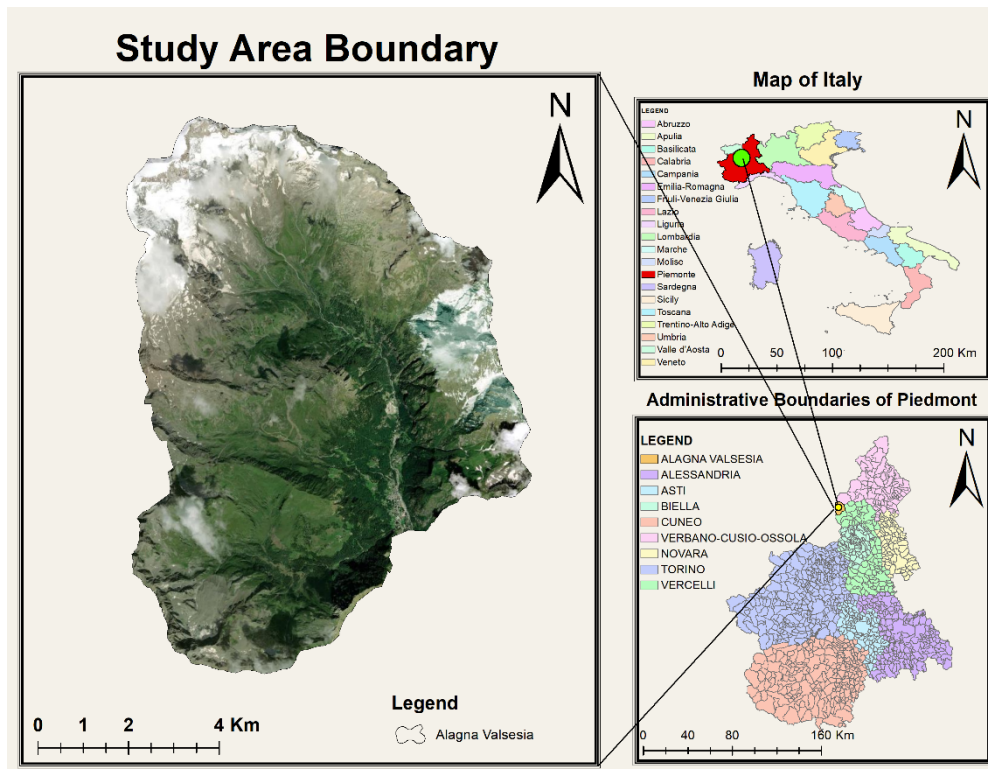 Study Area Boundary
N
0 1 2 4 Km
Legend
Alagna Valsesia
Map of Italy
LEGEND
Abruzzo
Apulia
Basilicata
Calabria
Campania
Emilia-Romagna
Friuli-Venezia Giulia
Lazio
Liguria
Lombardia
Marche
Moliso
Piemonte
Sardegna
Sicily
Toscana
Trentino-Alto Adige
Umbria
Valle d'Aosta
Veneto
N
0 50 100 200 Km
Administrative Boundaries of Piedmont
LEGEND
ALAGNA VALSESIA
ALESSANDRIA
ASTI
BIELLA
CUNEO
VERBANO-CUSIO-OSSOLA
NOVARA
TORINO
VERCELLI
N
0 40 80 160 Km